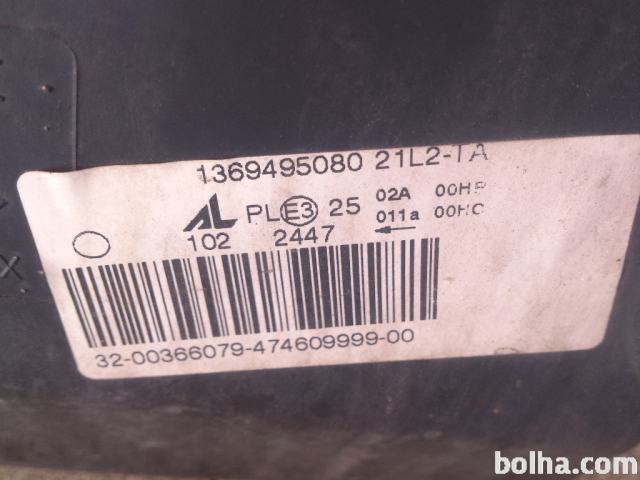 1369495080 21L2-TA
AL PL E3 25 02A 00HR
011a 00HC
102 2447
32-00366079-474609999-00
bolha.com